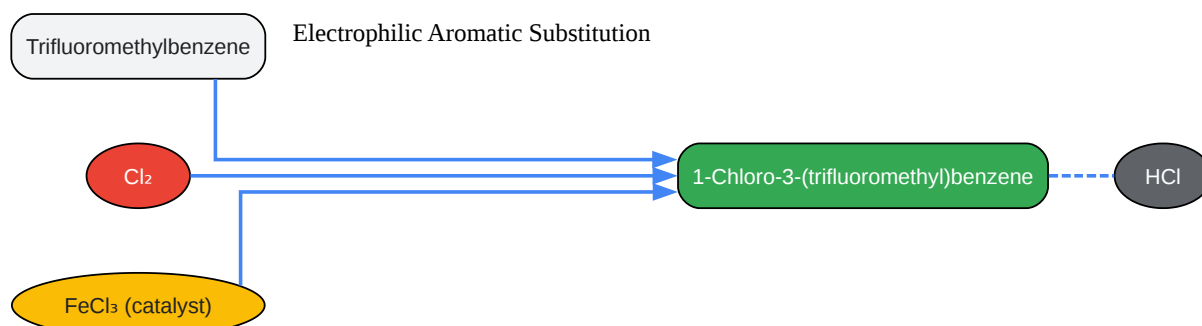 Trifluoromethylbenzene
Electrophilic Aromatic Substitution
Cl₂
1-Chloro-3-(trifluoromethyl)benzene
HCl
FeCl₃ (catalyst)